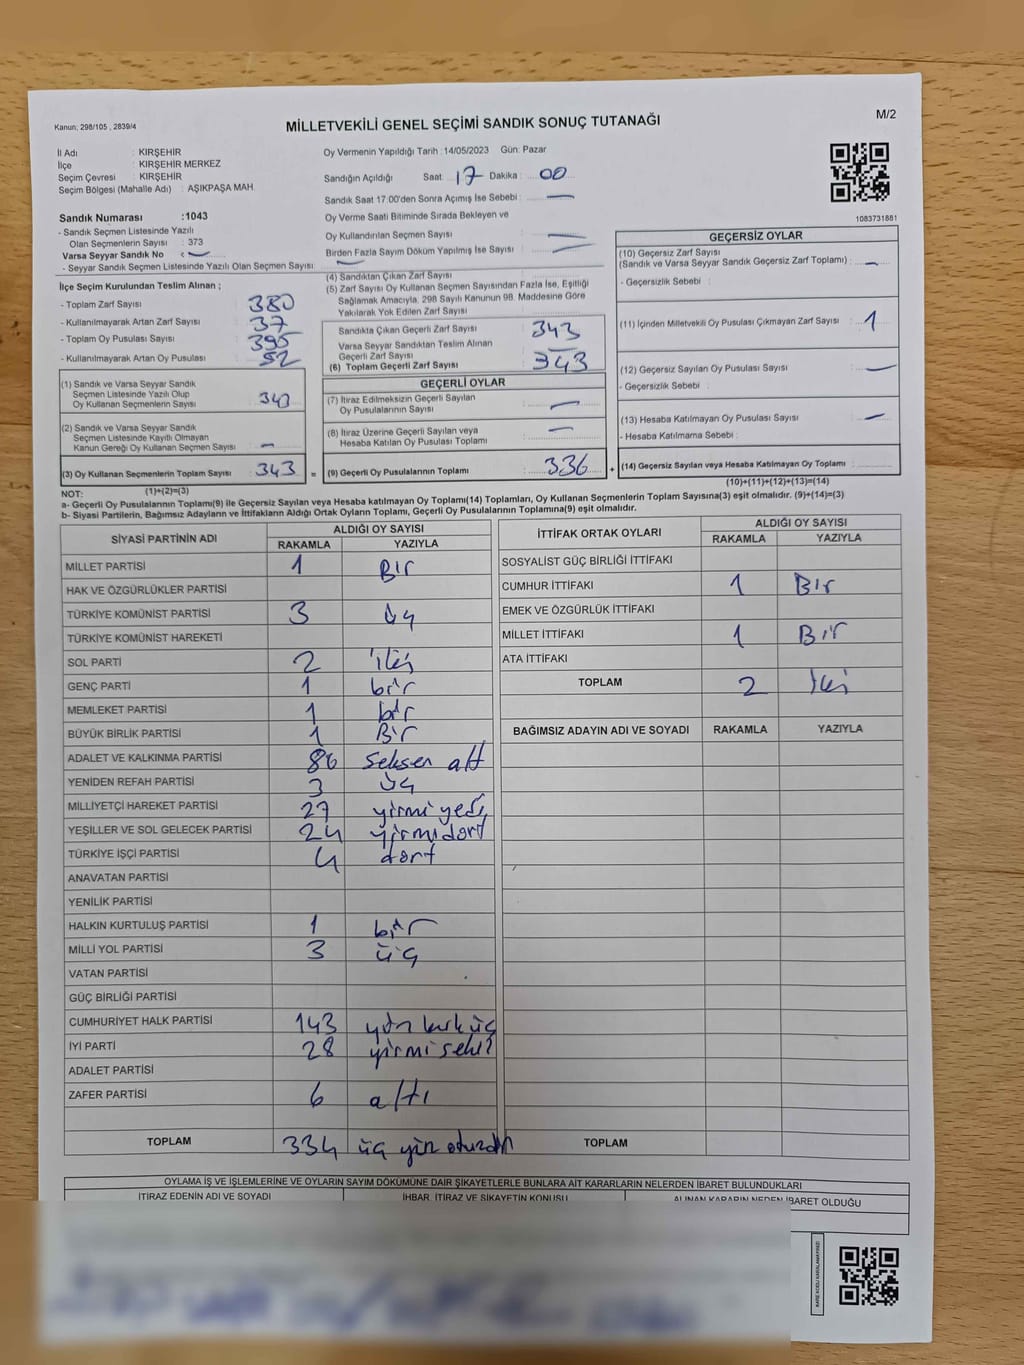 Kanun; 298/105 , 2839/4
MİLLETVEKİLİ GENEL SEÇİMİ SANDIK SONUÇ TUTANAĞI
M/2
İl Adı : KIRŞEHİR
İlçe : KIRŞEHİR MERKEZ
Seçim Çevresi : KIRŞEHİR
Seçim Bölgesi (Mahalle Adı) : AŞIKPAŞA MAH.
Sandık Numarası :1043
- Sandık Seçmen Listesinde Yazılı
Olan Seçmenlerin Sayısı : 373
Varsa Seyyar Sandık No : —
- Seyyar Sandık Seçmen Listesinde Yazılı Olan Seçmen Sayısı: —
İlçe Seçim Kurulundan Teslim Alınan ;
- Toplam Zarf Sayısı 380
- Kullanılmayarak Artan Zarf Sayısı 37
- Toplam Oy Pusulası Sayısı 395
- Kullanılmayarak Artan Oy Pusulası 52
(1) Sandık ve Varsa Seyyar Sandık
Seçmen Listesinde Yazılı Olup
Oy Kullanan Seçmenlerin Sayısı 343
(2) Sandık ve Varsa Seyyar Sandık
Seçmen Listesinde Kayıtlı Olmayan
Kanun Gereği Oy Kullanan Seçmen Sayısı —
(3) Oy Kullanan Seçmenlerin Toplam Sayısı 343 =
(1)+(2)=(3)
Oy Vermenin Yapıldığı Tarih :14/05/2023 Gün: Pazar
Sandığın Açıldığı Saat 17 Dakika : 00
Sandık Saat 17:00'den Sonra Açılmış İse Sebebi : —
Oy Verme Saati Bitiminde Sırada Bekleyen ve
Oy Kullandırılan Seçmen Sayısı : —
Birden Fazla Sayım Döküm Yapılmış İse Sayısı : —
(4) Sandıktan Çıkan Zarf Sayısı :
(5) Zarf Sayısı Oy Kullanan Seçmen Sayısından Fazla İse, Eşitliği
Sağlamak Amacıyla, 298 Sayılı Kanunun 98. Maddesine Göre
Yakılarak Yok Edilen Zarf Sayısı :
Sandıkta Çıkan Geçerli Zarf Sayısı : 343
Varsa Seyyar Sandıktan Teslim Alınan
Geçerli Zarf Sayısı : —
(6) Toplam Geçerli Zarf Sayısı : 343
GEÇERLİ OYLAR
(7) İtiraz Edilmeksizin Geçerli Sayılan
Oy Pusulalarının Sayısı : —
(8) İtiraz Üzerine Geçerli Sayılan veya
Hesaba Katılan Oy Pusulası Toplamı : —
(9) Geçerli Oy Pusulalarının Toplamı : 336 +
1083731881
GEÇERSİZ OYLAR
(10) Geçersiz Zarf Sayısı
(Sandık ve Varsa Seyyar Sandık Geçersiz Zarf Toplamı) : —
- Geçersizlik Sebebi :
(11) İçinden Milletvekili Oy Pusulası Çıkmayan Zarf Sayısı : 1
(12) Geçersiz Sayılan Oy Pusulası Sayısı : —
- Geçersizlik Sebebi :
(13) Hesaba Katılmayan Oy Pusulası Sayısı : —
- Hesaba Katılmama Sebebi :
(14) Geçersiz Sayılan veya Hesaba Katılmayan Oy Toplamı :
(10)+(11)+(12)+(13)=(14)
NOT:
a- Geçerli Oy Pusulalarının Toplamı(9) ile Geçersiz Sayılan veya Hesaba katılmayan Oy Toplamı(14) Toplamları, Oy Kullanan Seçmenlerin Toplam Sayısına(3) eşit olmalıdır. (9)+(14)=(3)
b- Siyasi Partilerin, Bağımsız Adayların ve İttifakların Aldığı Ortak Oyların Toplamı, Geçerli Oy Pusulalarının Toplamına(9) eşit olmalıdır.
SİYASİ PARTİNİN ADI ALDIĞI OY SAYISI
RAKAMLA YAZIYLA
MİLLET PARTİSİ 1 Bir
HAK VE ÖZGÜRLÜKLER PARTİSİ
TÜRKİYE KOMÜNİST PARTİSİ 3 üç
TÜRKİYE KOMÜNİST HAREKETİ
SOL PARTİ 2 iki
GENÇ PARTİ 1 bir
MEMLEKET PARTİSİ 1 bir
BÜYÜK BİRLİK PARTİSİ 1 Bir
ADALET VE KALKINMA PARTİSİ 86 Seksen altı
YENİDEN REFAH PARTİSİ 3 üç
MİLLİYETÇİ HAREKET PARTİSİ 27 yirmi yedi
YEŞİLLER VE SOL GELECEK PARTİSİ 24 yirmidört
TÜRKİYE İŞÇİ PARTİSİ 4 dört
ANAVATAN PARTİSİ
YENİLİK PARTİSİ
HALKIN KURTULUŞ PARTİSİ 1 bir
MİLLİ YOL PARTİSİ 3 üç
VATAN PARTİSİ
GÜÇ BİRLİĞİ PARTİSİ
CUMHURİYET HALK PARTİSİ 143 yüz kırk üç
İYİ PARTİ 28 yirmi sekiz
ADALET PARTİSİ
ZAFER PARTİSİ 6 altı
TOPLAM 334 üç yüz otuzdört
İTTİFAK ORTAK OYLARI ALDIĞI OY SAYISI
RAKAMLA YAZIYLA
SOSYALİST GÜÇ BİRLİĞİ İTTİFAKI
CUMHUR İTTİFAKI 1 Bir
EMEK VE ÖZGÜRLÜK İTTİFAKI
MİLLET İTTİFAKI 1 Bir
ATA İTTİFAKI
TOPLAM 2 İki
BAĞIMSIZ ADAYIN ADI VE SOYADI RAKAMLA YAZIYLA
TOPLAM
OYLAMA İŞ VE İŞLEMLERİNE VE OYLARIN SAYIM DÖKÜMÜNE DAİR ŞİKAYETLERLE BUNLARA AİT KARARLARIN NELERDEN İBARET BULUNDUKLARI
İTİRAZ EDENİN ADI VE SOYADI İHBAR, İTİRAZ VE ŞİKAYETİN KONUSU ALINAN KARARIN NEDEN İBARET OLDUĞU